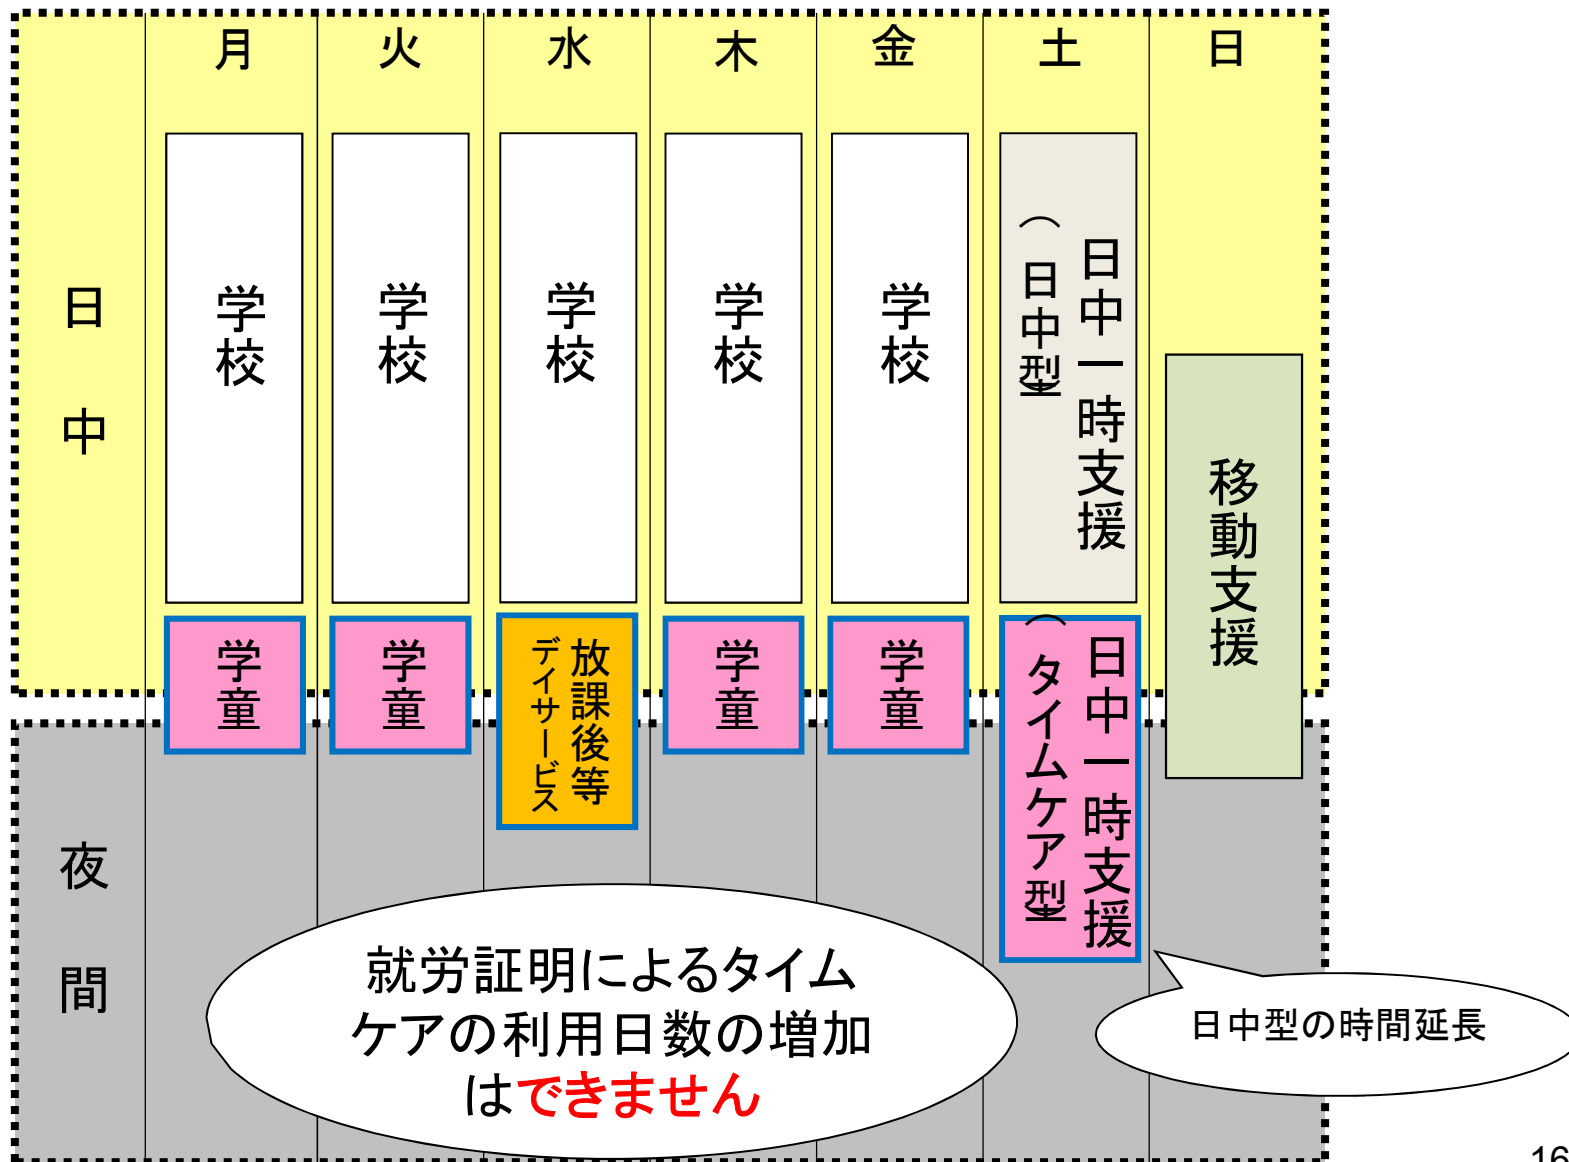 月
火
水
木
金
土
日
日中
学校
学校
学校
学校
学校
日中一時支援
（日中型）
移動支援
学童
学童
放課後等
デイサービス
学童
学童
日中一時支援
（タイムケア型）
夜間
就労証明によるタイム
ケアの利用日数の増加
はできません
日中型の時間延長
16